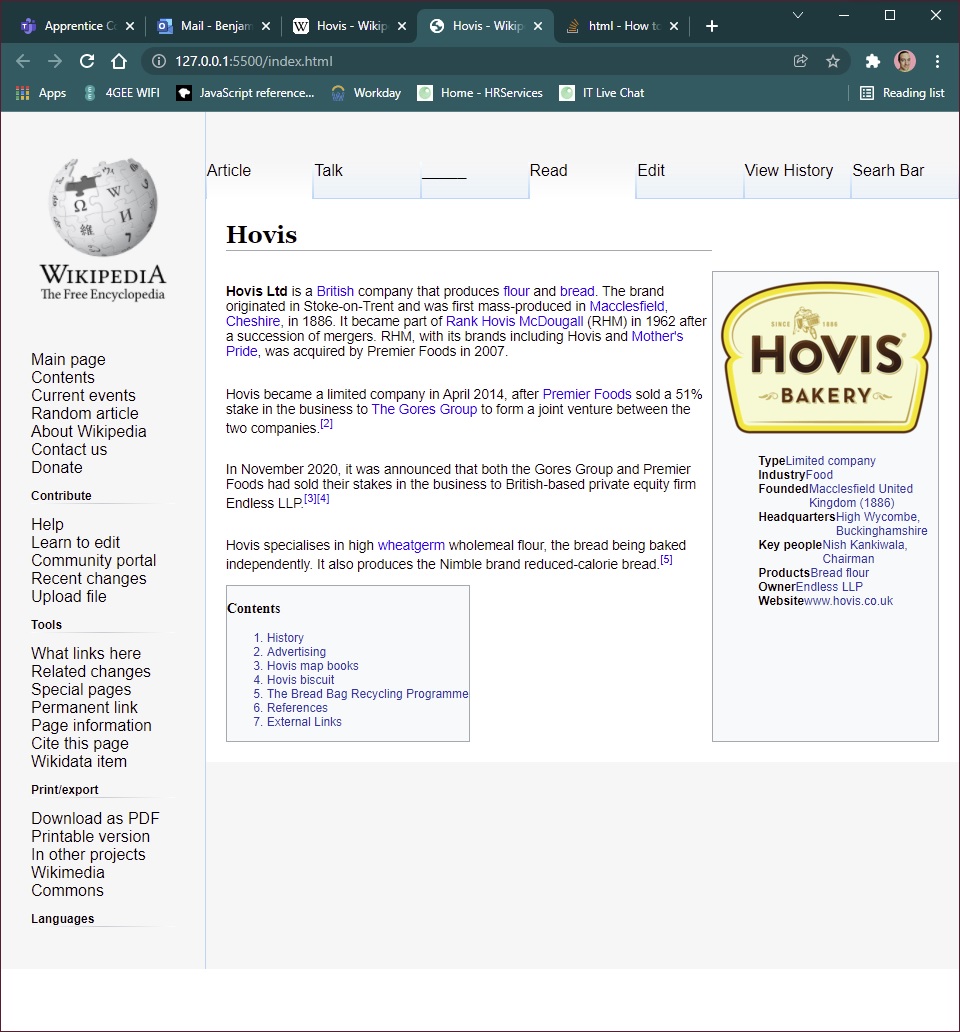 Apprentice C
Mail - Benjam
Hovis - Wikip
Hovis - Wikip
html - How to
127.0.0.1:5500/index.html
Apps
4GEE WIFI
JavaScript reference...
Workday
Home - HRServices
IT Live Chat
Reading list
Article
Talk
_____
Read
Edit
View History
Searh Bar
Ω
W
И
維
WIKIPEDIA
The Free Encyclopedia
Main page
Contents
Current events
Random article
About Wikipedia
Contact us
Donate
Contribute
Help
Learn to edit
Community portal
Recent changes
Upload file
Tools
What links here
Related changes
Special pages
Permanent link
Page information
Cite this page
Wikidata item
Print/export
Download as PDF
Printable version
In other projects
Wikimedia
Commons
Languages
Hovis
Hovis Ltd is a British company that produces flour and bread. The brand
originated in Stoke-on-Trent and was first mass-produced in Macclesfield,
Cheshire, in 1886. It became part of Rank Hovis McDougall (RHM) in 1962 after
a succession of mergers. RHM, with its brands including Hovis and Mother's
Pride, was acquired by Premier Foods in 2007.
Hovis became a limited company in April 2014, after Premier Foods sold a 51%
stake in the business to The Gores Group to form a joint venture between the
two companies.[2]
In November 2020, it was announced that both the Gores Group and Premier
Foods had sold their stakes in the business to British-based private equity firm
Endless LLP.[3][4]
Hovis specialises in high wheatgerm wholemeal flour, the bread being baked
independently. It also produces the Nimble brand reduced-calorie bread.[5]
Contents
1. History
2. Advertising
3. Hovis map books
4. Hovis biscuit
5. The Bread Bag Recycling Programme
6. References
7. External Links
SINCE 1886
HOVIS
BAKERY
TypeLimited company
IndustryFood
FoundedMacclesfield United
Kingdom (1886)
HeadquartersHigh Wycombe,
Buckinghamshire
Key peopleNish Kankiwala,
Chairman
ProductsBread flour
OwnerEndless LLP
Websitewww.hovis.co.uk